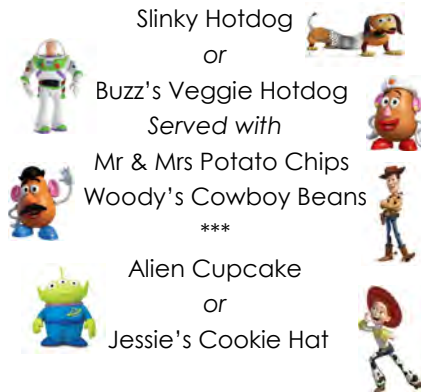 Slinky Hotdog
or
Buzz's Veggie Hotdog
Served with
Mr & Mrs Potato Chips
Woody's Cowboy Beans
***
Alien Cupcake
or
Jessie's Cookie Hat